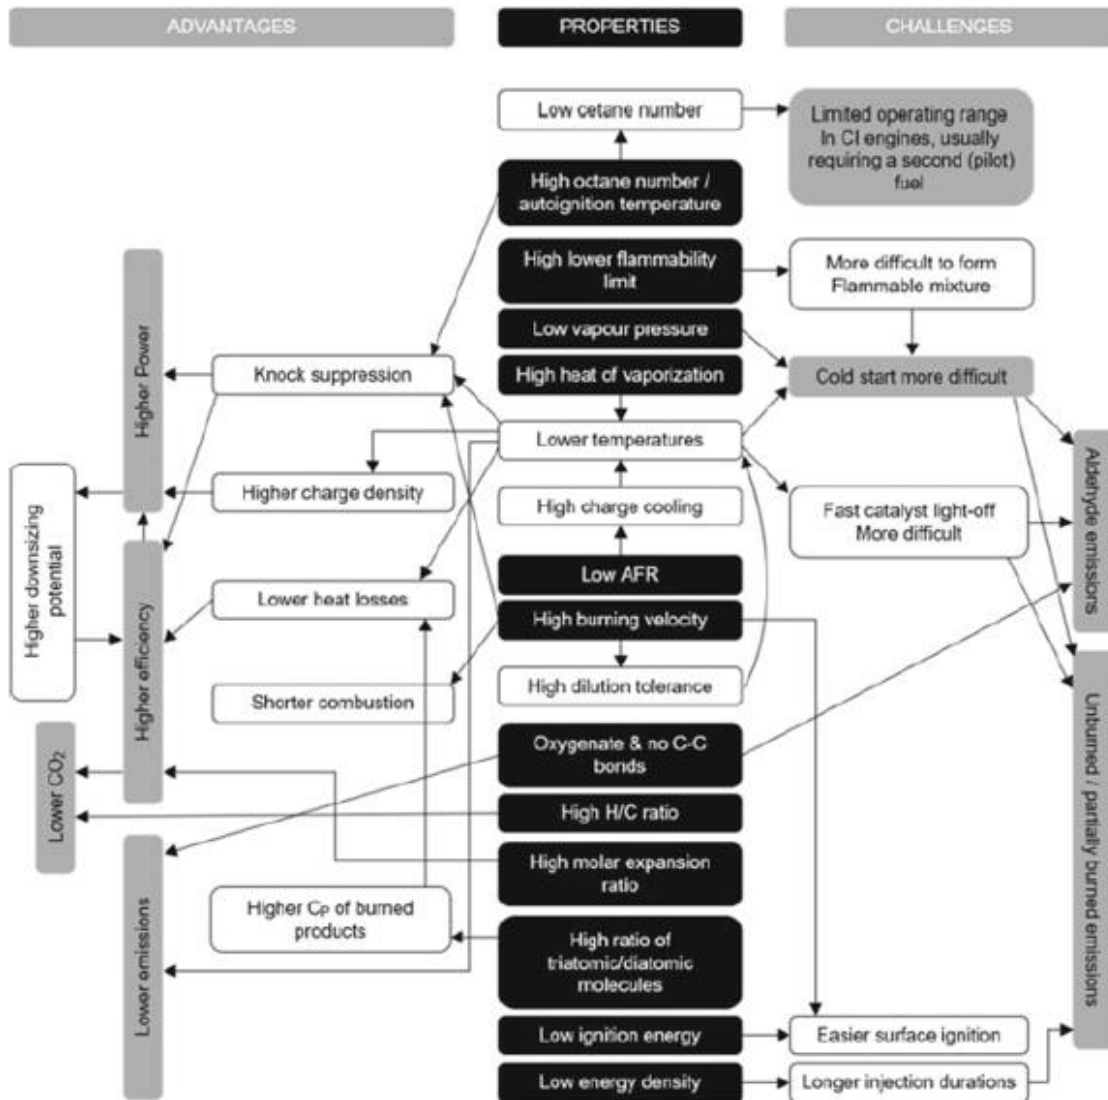 ADVANTAGES
PROPERTIES
CHALLENGES
Low cetane number
Limited operating range
In CI engines, usually
requiring a second (pilot)
fuel
High octane number /
autoignition temperature
High lower flammability
limit
More difficult to form
Flammable mixture
Low vapour pressure
Higher Power
Knock suppression
High heat of vaporization
Cold start more difficult
Lower temperatures
Higher charge density
High charge cooling
Fast catalyst light-off
More difficult
Aldehyde emissions
Higher downsizing
potential
Low AFR
Higher efficiency
Lower heat losses
High burning velocity
Shorter combustion
High dilution tolerance
Lower CO₂
Oxygenate & no C-C
bonds
High H/C ratio
High molar expansion
ratio
Unburned / partially burned emissions
Lower emissions
Higher CP of burned
products
High ratio of
triatomic/diatomic
molecules
Low ignition energy
Easier surface ignition
Low energy density
Longer injection durations